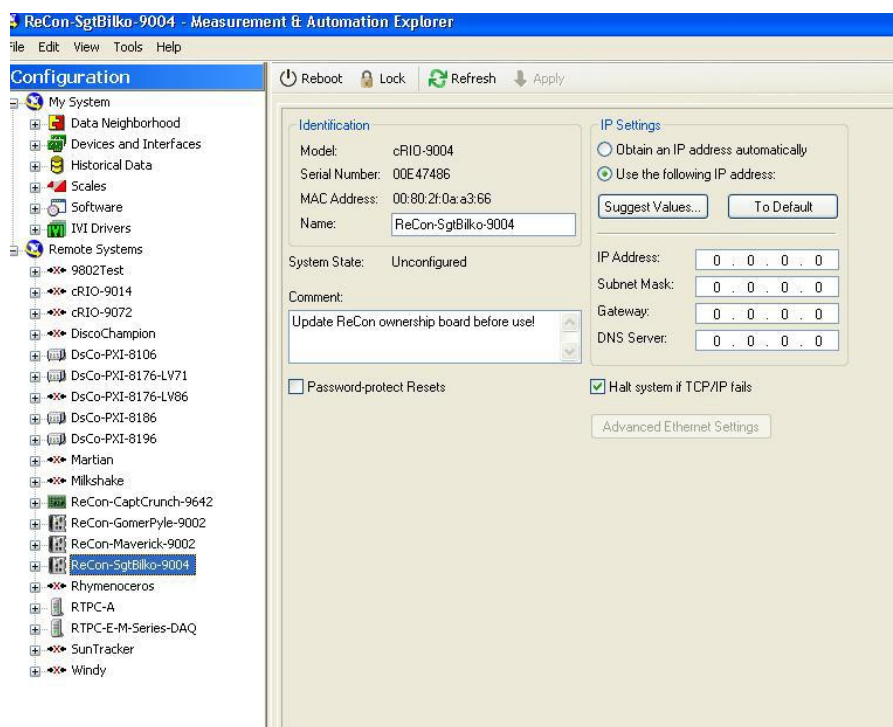 ReCon-SgtBilko-9004 - Measurement & Automation Explorer
File Edit View Tools Help
Configuration
My System
Data Neighborhood
Devices and Interfaces
Historical Data
Scales
Software
IVI Drivers
Remote Systems
9802Test
cRIO-9014
cRIO-9072
DiscoChampion
DsCo-PXI-8106
DsCo-PXI-8176-LV71
DsCo-PXI-8176-LV86
DsCo-PXI-8186
DsCo-PXI-8196
Martian
Milkshake
ReCon-CaptCrunch-9642
ReCon-GomerPyle-9002
ReCon-Maverick-9002
ReCon-SgtBilko-9004
Rhymenoceros
RTPC-A
RTPC-E-M-Series-DAQ
SunTracker
Windy
Reboot Lock Refresh Apply
Identification
Model: cRIO-9004
Serial Number: 00E47486
MAC Address: 00:80:2f:0a:a3:66
Name: ReCon-SgtBilko-9004
System State: Unconfigured
Comment:
Update ReCon ownership board before use!
Password-protect Resets
IP Settings
Obtain an IP address automatically
Use the following IP address:
Suggest Values... To Default
IP Address: 0 . 0 . 0 . 0
Subnet Mask: 0 . 0 . 0 . 0
Gateway: 0 . 0 . 0 . 0
DNS Server: 0 . 0 . 0 . 0
Halt system if TCP/IP fails
Advanced Ethernet Settings